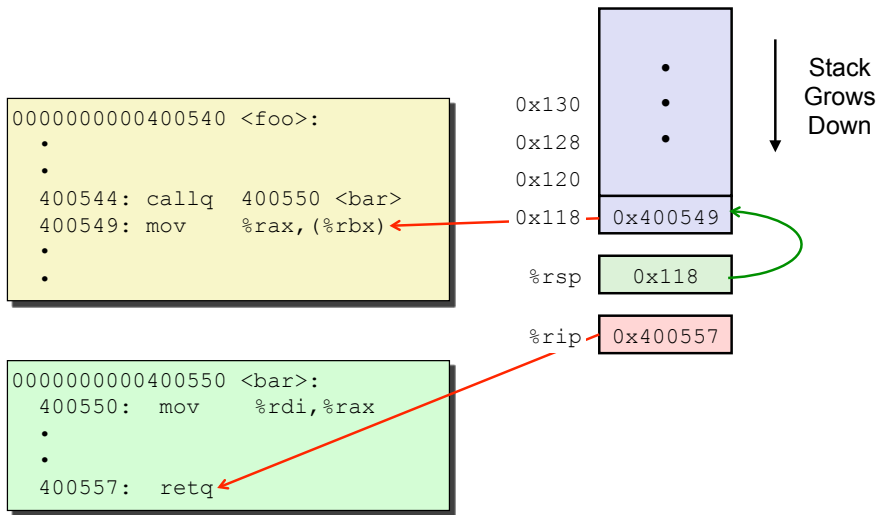 0000000000400540 <foo>:
•
•
400544: callq 400550 <bar>
400549: mov %rax,(%rbx)
•
•
0000000000400550 <bar>:
400550: mov %rdi,%rax
•
•
400557: retq
•
•
•
0x130
0x128
0x120
0x118 0x400549
%rsp 0x118
%rip 0x400557
Stack
Grows
Down